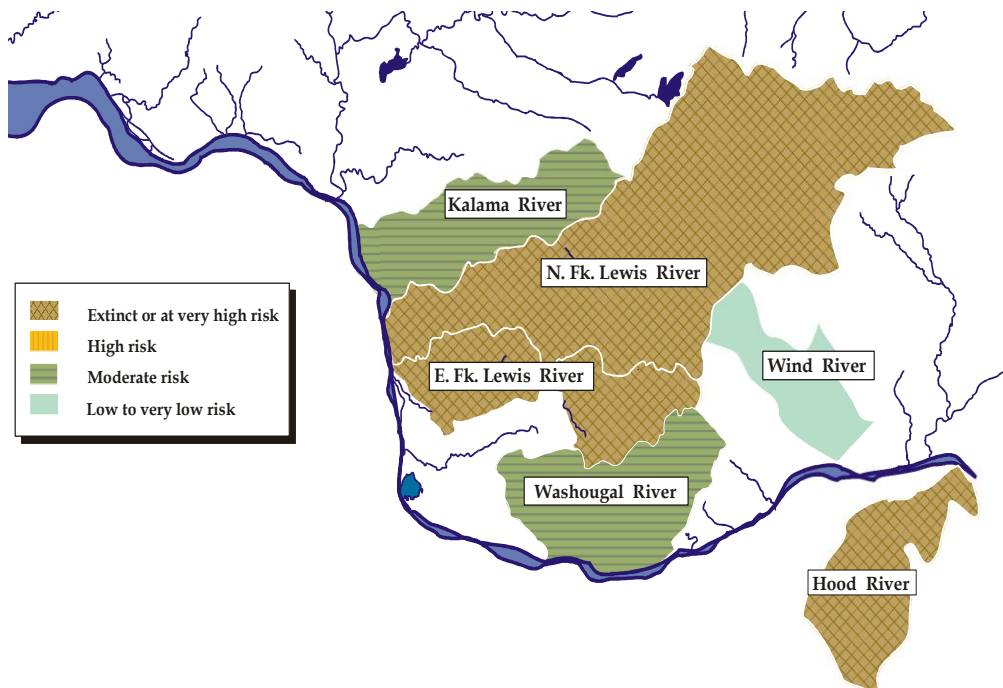 Kalama River
N. Fk. Lewis River
Extinct or at very high risk
High risk
Moderate risk
Low to very low risk
E. Fk. Lewis River
Wind River
Washougal River
Hood River